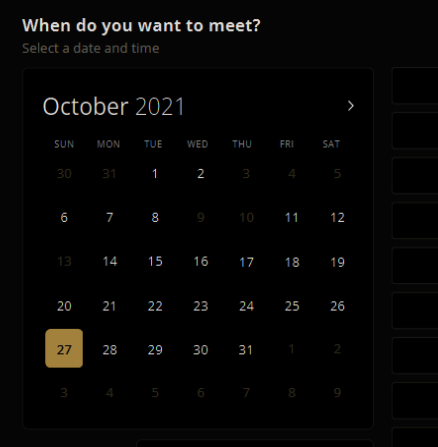 When do you want to meet?
Select a date and time
October 2021
SUN MON TUE WED THU FRI SAT
30 31 1 2 3 4 5
6 7 8 9 10 11 12
13 14 15 16 17 18 19
20 21 22 23 24 25 26
27 28 29 30 31 1 2
3 4 5 6 7 8 9